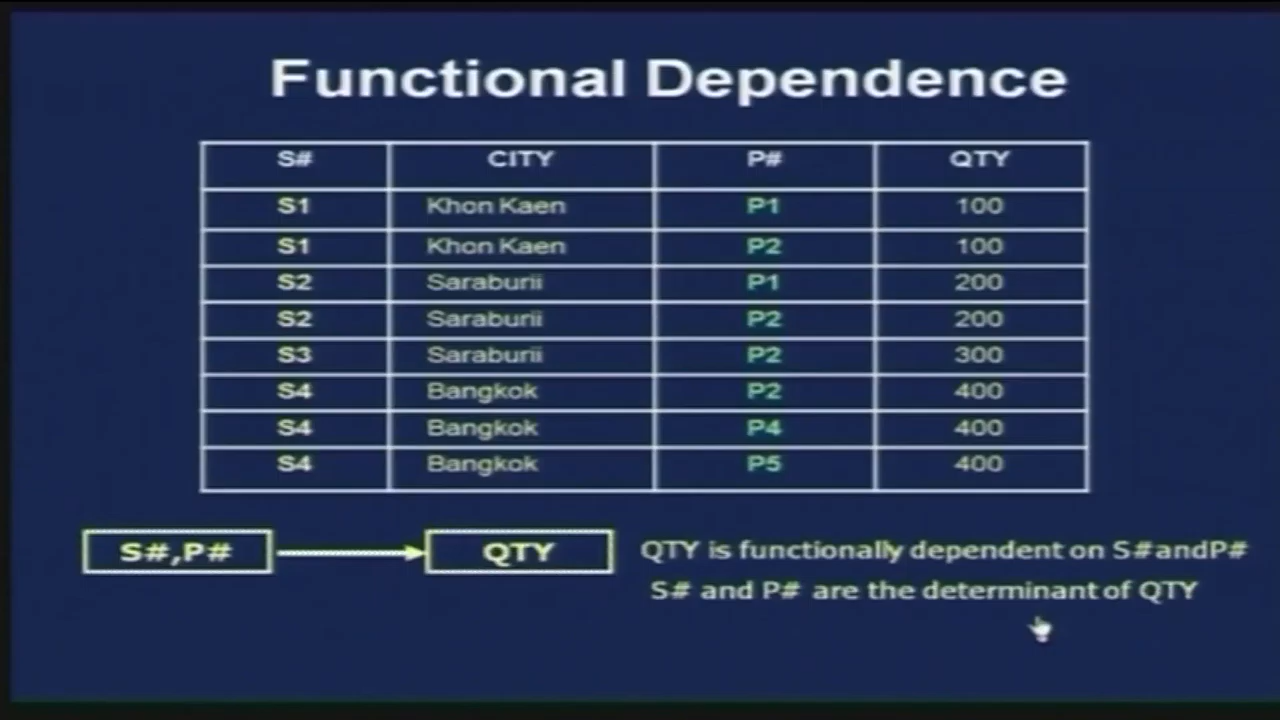 Functional Dependence
S# CITY P# QTY
S1 Khon Kaen P1 100
S1 Khon Kaen P2 100
S2 Saraburii P1 200
S2 Saraburii P2 200
S3 Saraburii P2 300
S4 Bangkok P2 400
S4 Bangkok P4 400
S4 Bangkok P5 400
S#,P# QTY QTY is functionally dependent on S#andP#
S# and P# are the determinant of QTY